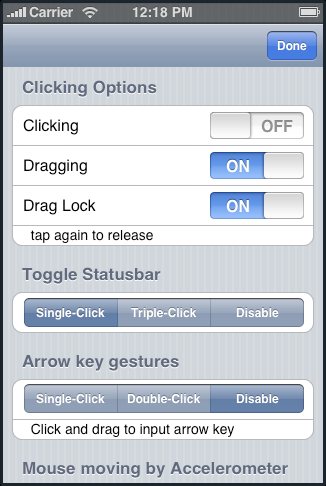 Carrier 12:18 PM
Done
Clicking Options
Clicking OFF
Dragging ON
Drag Lock ON
tap again to release
Toggle Statusbar
Single-Click Triple-Click Disable
Arrow key gestures
Single-Click Double-Click Disable
Click and drag to input arrow key
Mouse moving by Accelerometer